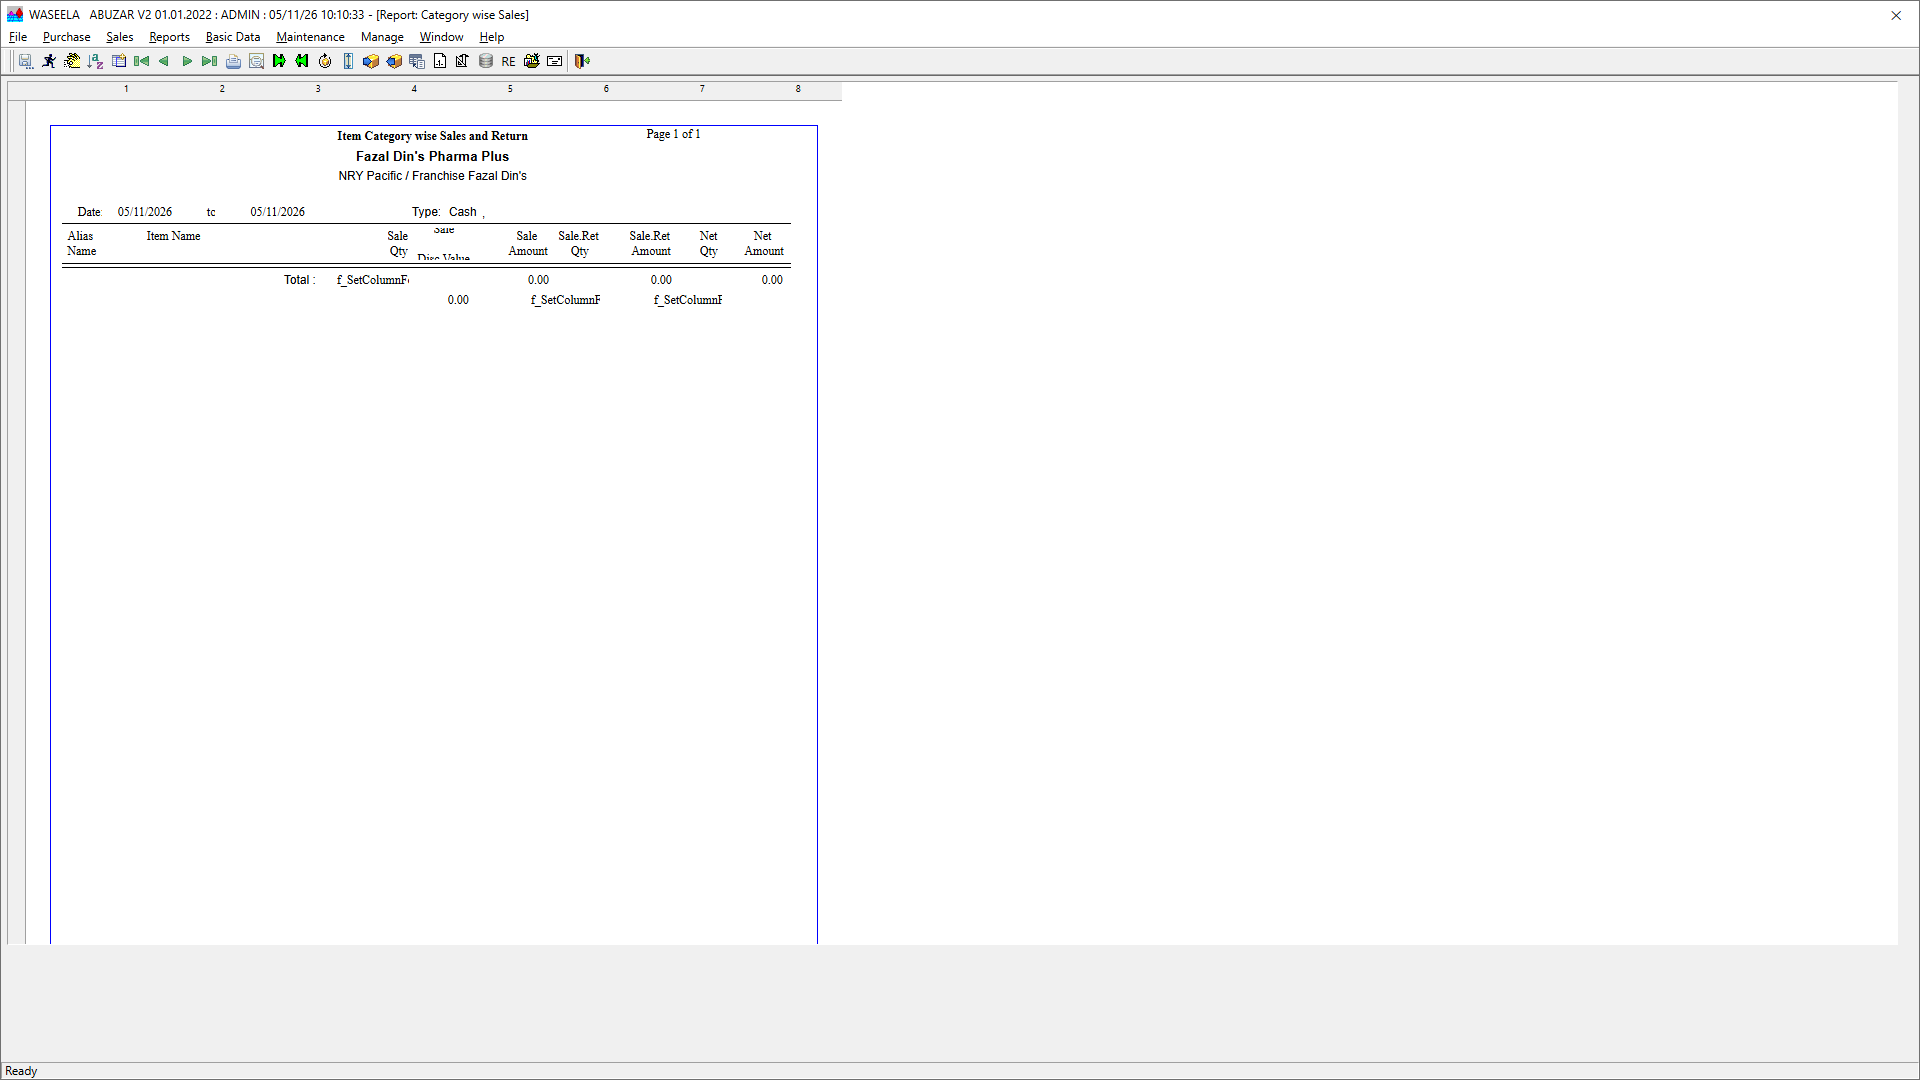 WASEELA ABUZAR V2 01.01.2022 : ADMIN : 05/11/26 10:10:33 - [Report: Category wise Sales]
File Purchase Sales Reports Basic Data Maintenance Manage Window Help
RE
1 2 3 4 5 6 7 8
Item Category wise Sales and Return Page 1 of 1
Fazal Din's Pharma Plus
NRY Pacific / Franchise Fazal Din's
Date: 05/11/2026 to 05/11/2026 Type: Cash ,
Alias Item Name Sale Sale Sale Sale.Ret Sale.Ret Net Net
Name Qty Disc Value Amount Qty Amount Qty Amount
Total : f_SetColumnF 0.00 0.00 0.00
0.00 f_SetColumnF f_SetColumnF
Ready